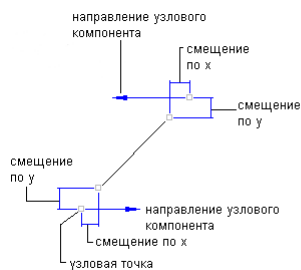 направление узлового
компонента
смещение
по x
смещение
по y
смещение
по y
направление узлового
компонента
смещение по x
узловая точка